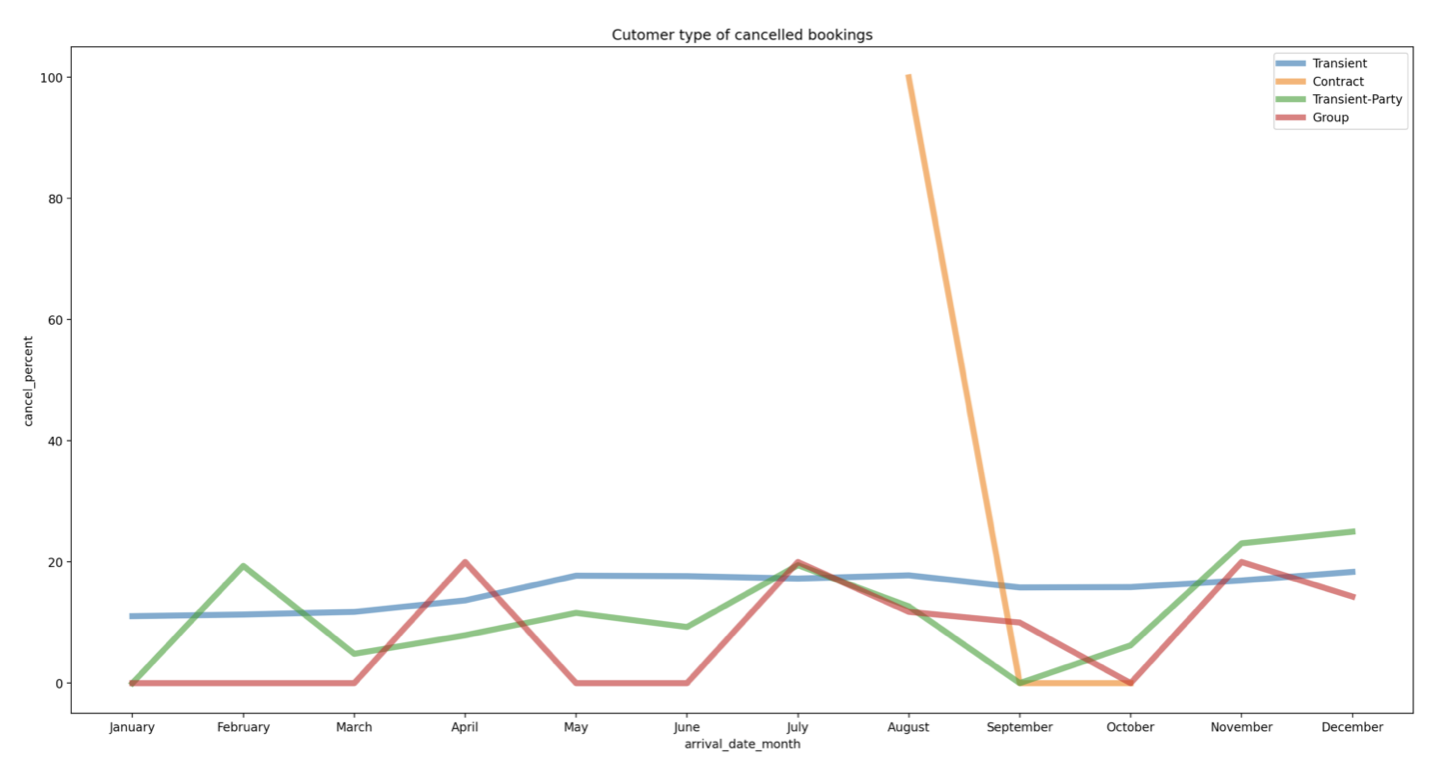 Cutomer type of cancelled bookings
Transient
Contract
Transient-Party
Group
cancel_percent
100
80
60
40
20
0
January February March April May June July August September October November December
arrival_date_month